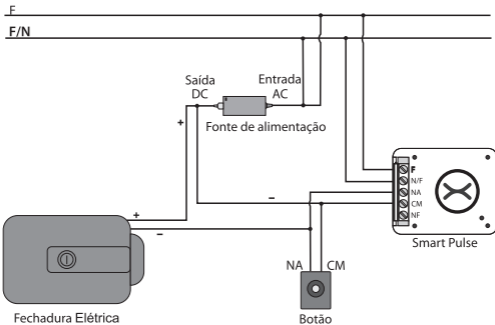 F
F/N
Saída
DC
Entrada
AC
+
Fonte de alimentação
F
N/F
NA
CM
NF
Smart Pulse
–
+
–
NA
CM
Fechadura Elétrica
Botão